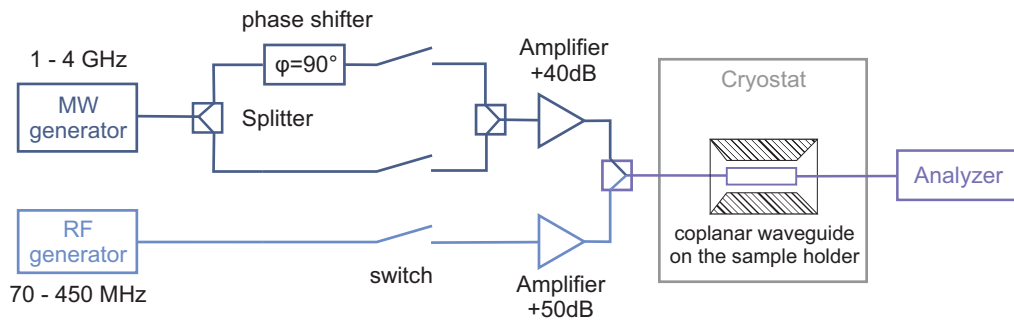 phase shifter
φ=90°
1 - 4 GHz
MW
generator
Splitter
Amplifier
+40dB
Cryostat
coplanar waveguide
on the sample holder
Analyzer
RF
generator
70 - 450 MHz
switch
Amplifier
+50dB